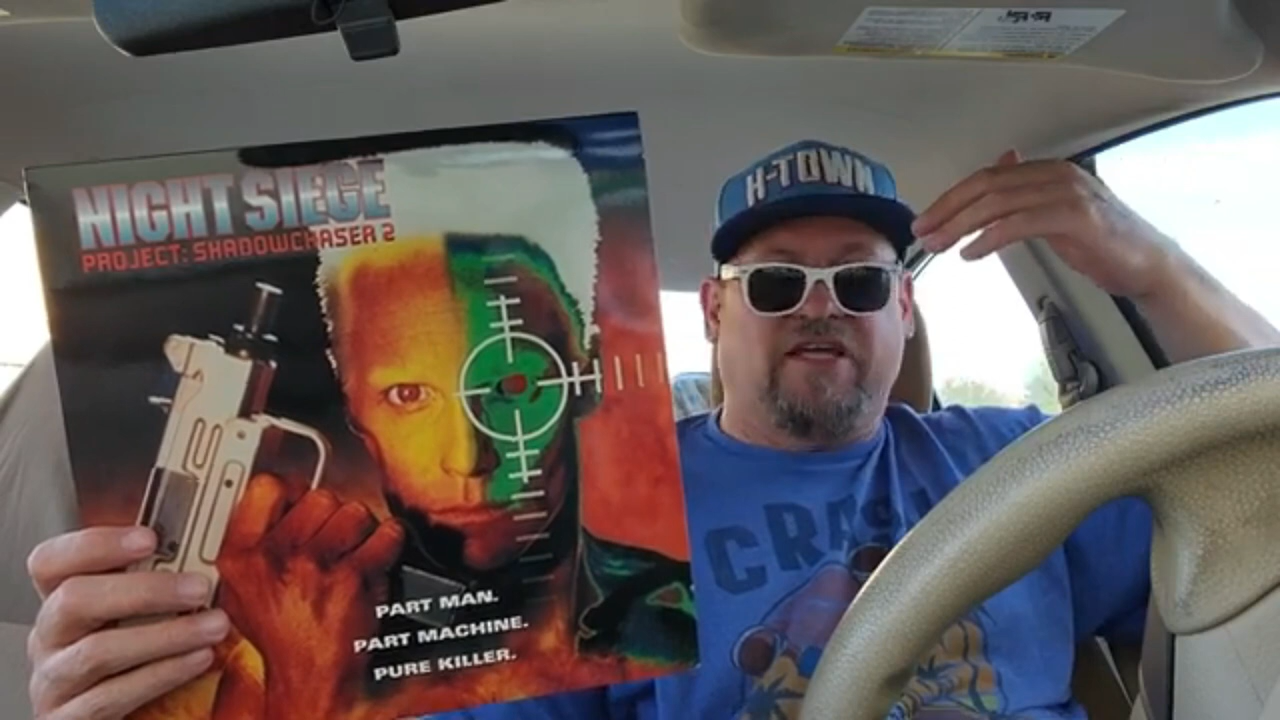 NIGHT SIEGE
PROJECT: SHADOWCHASER 2
PART MAN.
PART MACHINE.
PURE KILLER.
H-TOWN